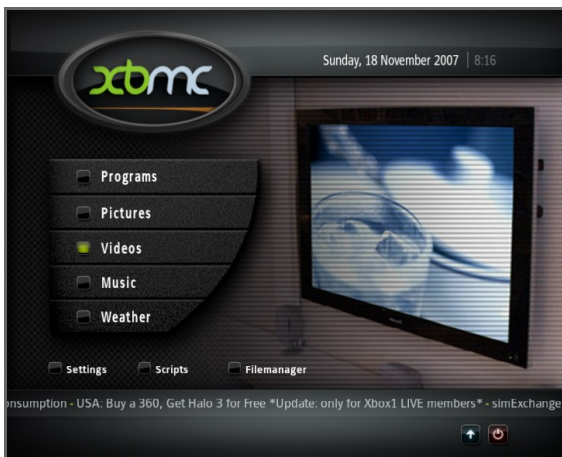 xbmc
Sunday, 18 November 2007 | 8:16
Programs
Pictures
Videos
Music
Weather
Settings Scripts Filemanager
onsumption - USA: Buy a 360, Get Halo 3 for Free *Update: only for Xbox1 LIVE members* - simExchange